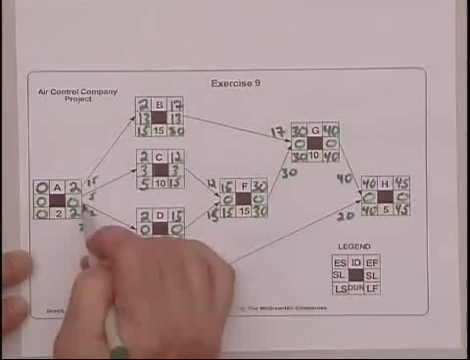 Exercise 9
Air Control Company
Project
2 B 17
13 13
15 15 30
17
30 G 40
0 0
30 10 40
2 C 12
3 3
5 10 15
15
12
0 A 2
0 0
0 2 2
15 F 30
0 0
15 15 30
30
40
40 H 45
0 0
40 5 45
2 D 15
0 0
15
20
LEGEND
ES ID EF
SL SL
LS DUR LF
The McGraw-Hill Companies